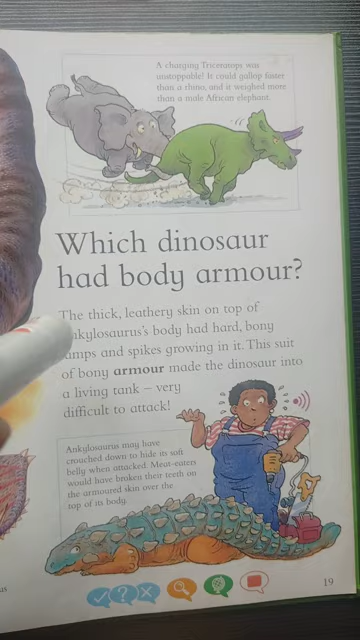 A charging Triceratops was
unstoppable! It could gallop faster
than a rhino, and it weighed more
than a male African elephant.
Which dinosaur
had body armour?
The thick, leathery skin on top of
nkylosaurus's body had hard, bony
umps and spikes growing in it. This suit
of bony armour made the dinosaur into
a living tank – very
difficult to attack!
Ankylosaurus may have
crouched down to hide its soft
belly when attacked. Meat-eaters
would have broken their teeth on
the armoured skin over the
top of its body.
us
19